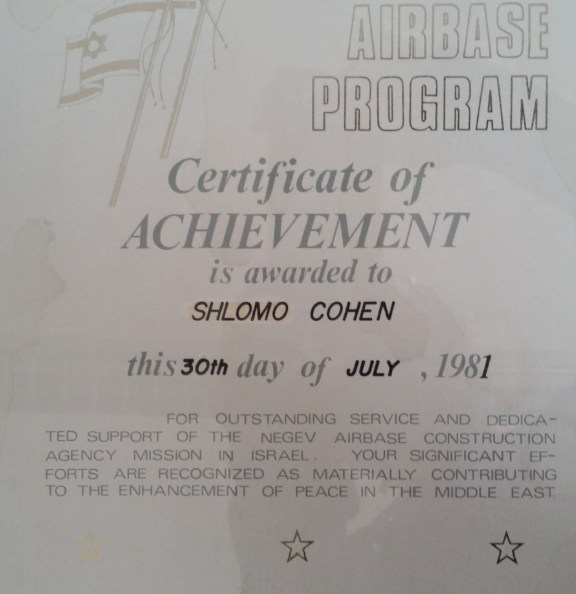 AIRBASE
PROGRAM
Certificate of
ACHIEVEMENT
is awarded to
SHLOMO COHEN
this 30th day of JULY , 1981
FOR OUTSTANDING SERVICE AND DEDICA-
TED SUPPORT OF THE NEGEV AIRBASE CONSTRUCTION
AGENCY MISSION IN ISRAEL. YOUR SIGNIFICANT EF-
FORTS ARE RECOGNIZED AS MATERIALLY CONTRIBUTING
TO THE ENHANCEMENT OF PEACE IN THE MIDDLE EAST.